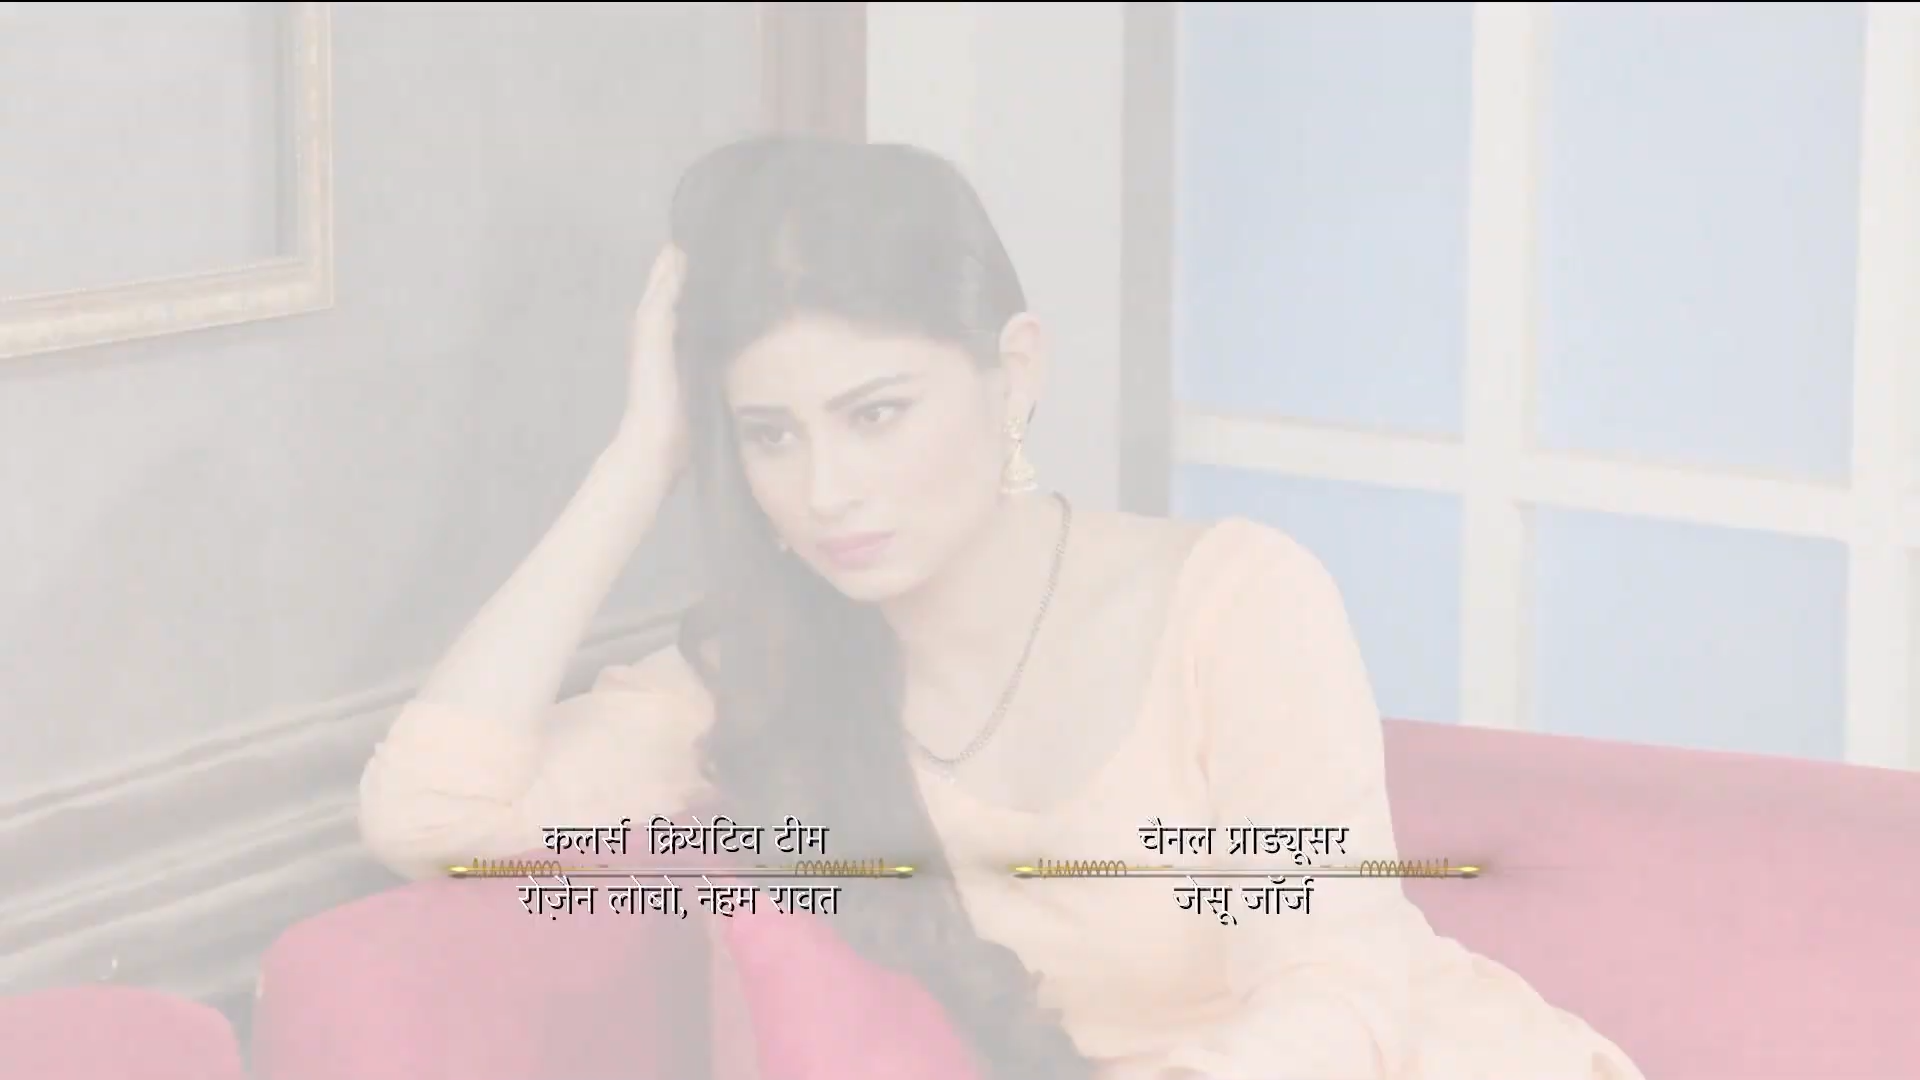 कलर्स क्रियेटिव टीम
रोज़ैन लोबो, नेहम रावत
चैनल प्रोड्यूसर
जेसू जॉर्ज